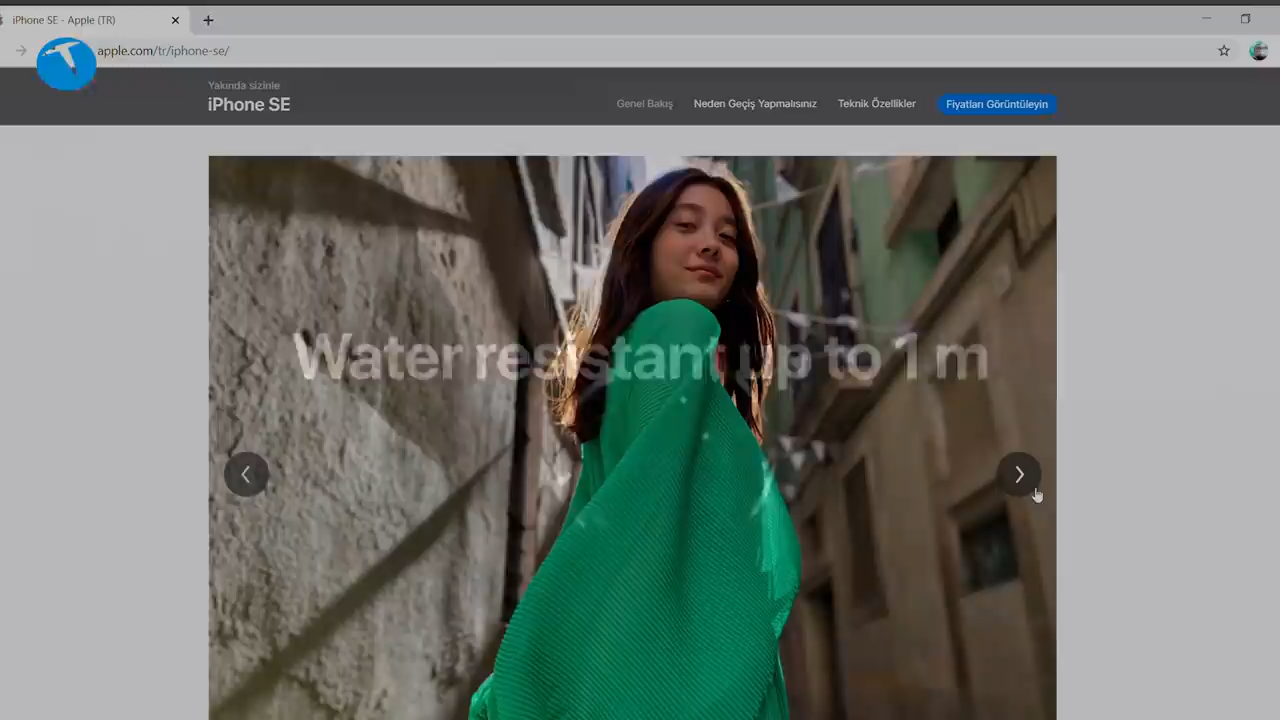 iPhone SE - Apple (TR)
apple.com/tr/iphone-se/
Yakında sizinle
iPhone SE
Genel Bakış
Neden Geçiş Yapmalısınız
Teknik Özellikler
Fiyatları Görüntüleyin
Water resistant up to 1 m